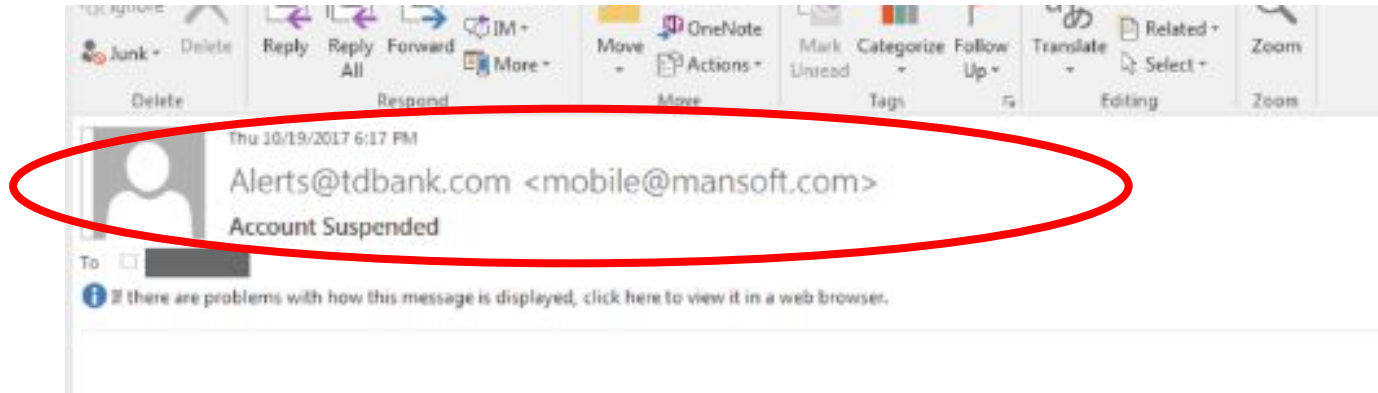 Ignore
Junk Delete Reply Reply All Forward IM More Move OneNote Actions Mark Unread Categorize Follow Up Translate Related Select Zoom
Delete Respond Move Tags Editing Zoom
Thu 10/19/2017 6:17 PM
Alerts@tdbank.com <mobile@mansoft.com>
Account Suspended
To
If there are problems with how this message is displayed, click here to view it in a web browser.